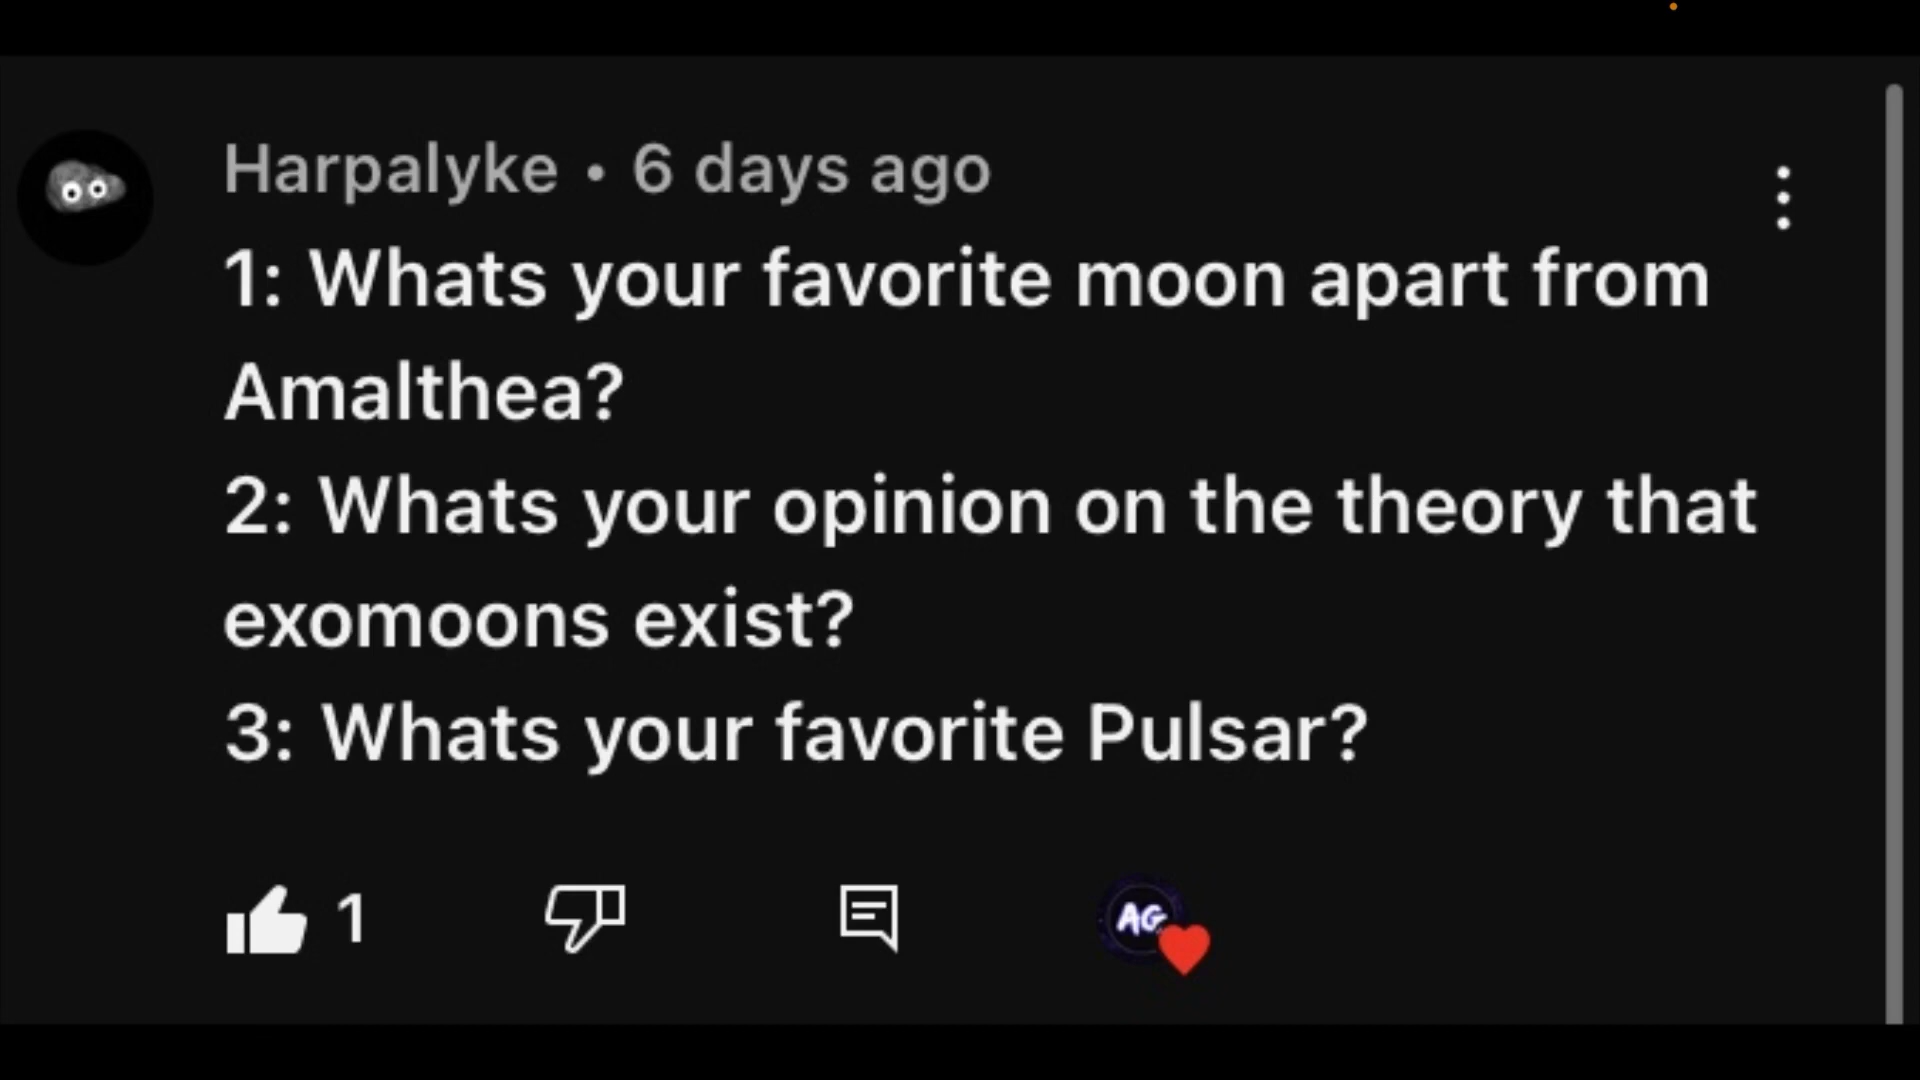 Harpalyke • 6 days ago
1: Whats your favorite moon apart from
Amalthea?
2: Whats your opinion on the theory that
exomoons exist?
3: Whats your favorite Pulsar?
1
AG